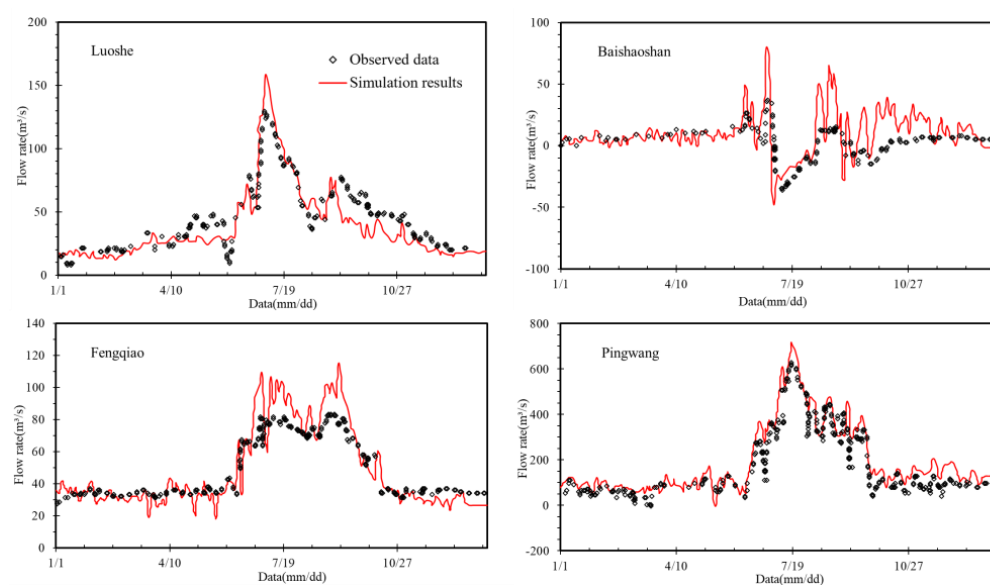 200
150
100
50
0
Flow rate(m³/s)
Luoshe
Observed data
Simulation results
1/1
4/10
7/19
10/27
Data(mm/dd)
100
50
0
-50
-100
Flow rate(m³/s)
Baishaoshan
1/1
4/10
7/19
10/27
Data(mm/dd)
140
120
100
80
60
40
20
0
Flow rate(m³/s)
Fengqiao
1/1
4/10
7/19
10/27
Data(mm/dd)
800
600
400
200
0
-200
Flow rate(m³/s)
Pingwang
1/1
4/10
7/19
10/27
Data(mm/dd)